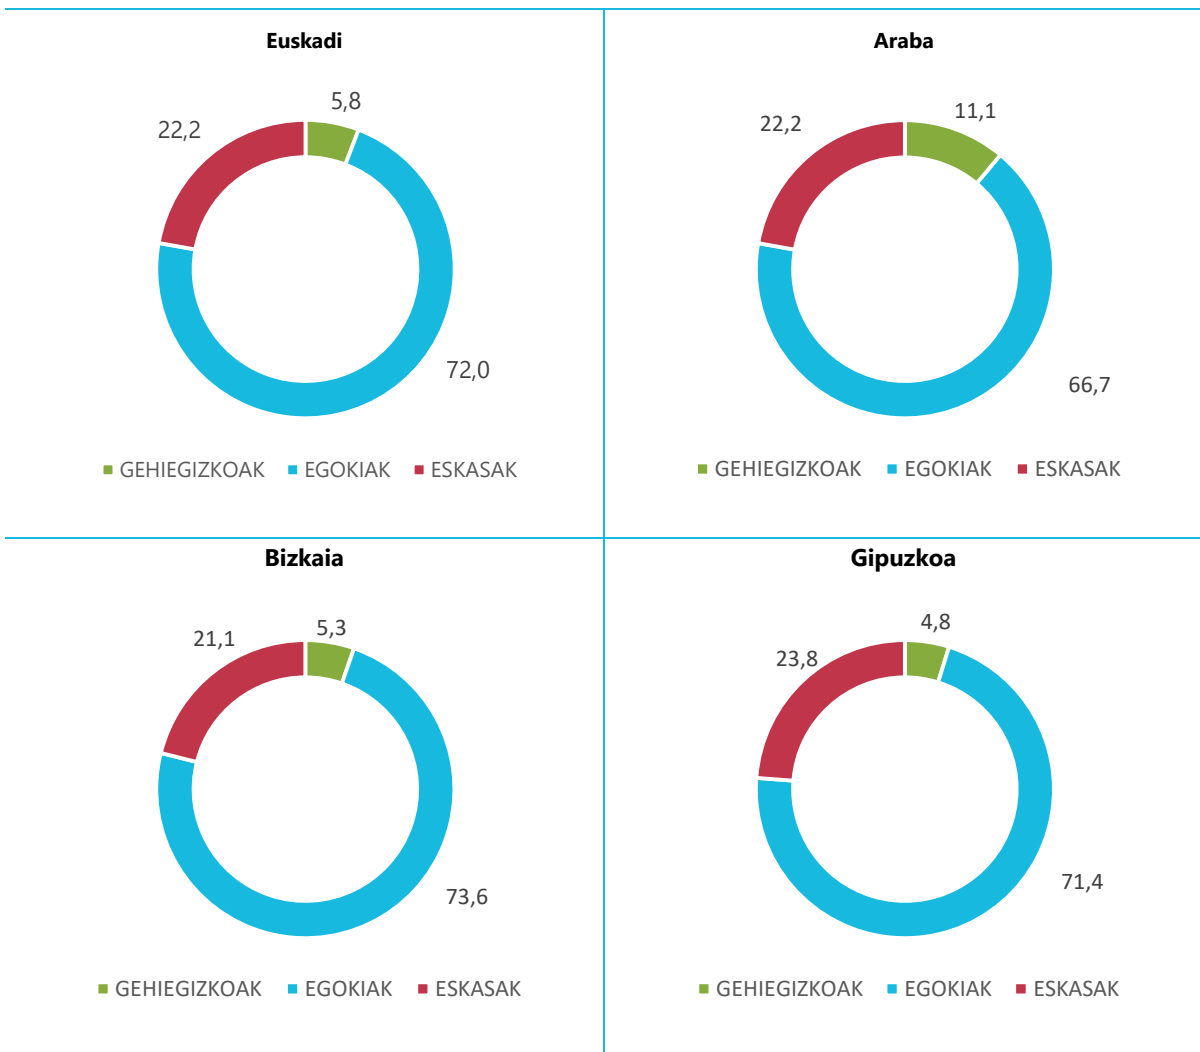 Euskadi
5,8
22,2
72,0
GEHIEGIZKOAK EGOKIAK ESKASAK
Araba
11,1
22,2
66,7
GEHIEGIZKOAK EGOKIAK ESKASAK
Bizkaia
5,3
21,1
73,6
GEHIEGIZKOAK EGOKIAK ESKASAK
Gipuzkoa
4,8
23,8
71,4
GEHIEGIZKOAK EGOKIAK ESKASAK